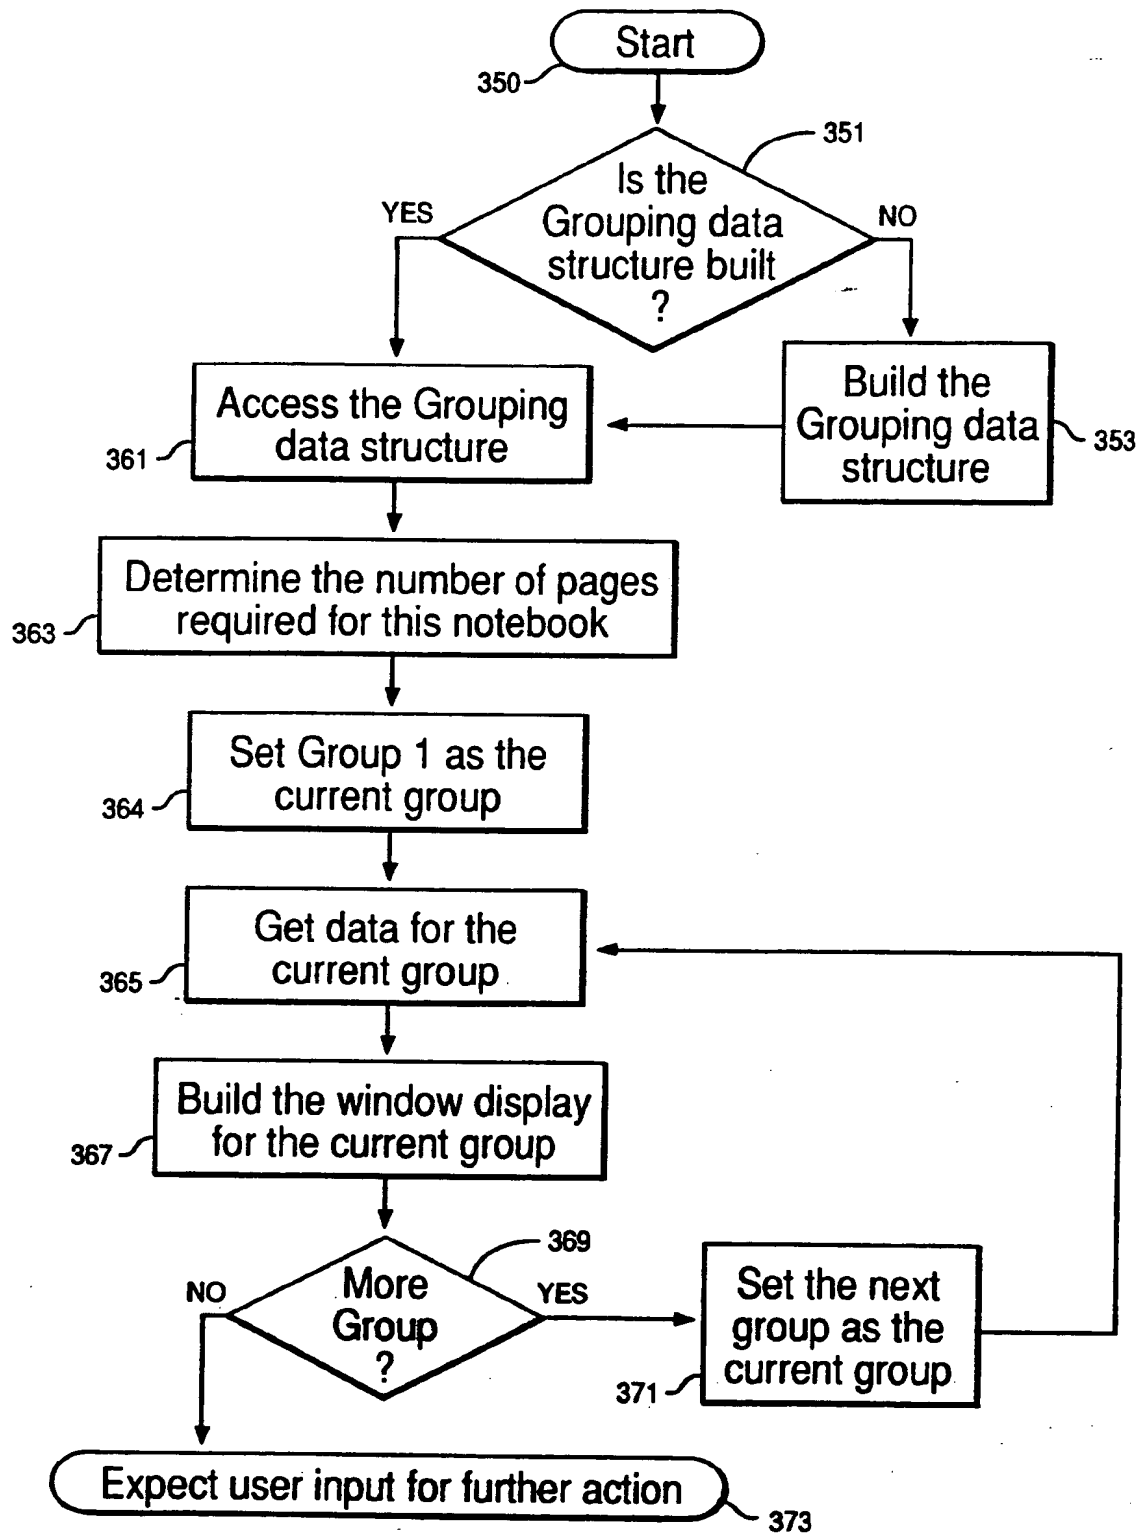 Start
350
351
Is the
Grouping data
structure built
?
YES
NO
Access the Grouping
data structure
361
Build the
Grouping data
structure
353
Determine the number of pages
required for this notebook
363
Set Group 1 as the
current group
364
Get data for the
current group
365
Build the window display
for the current group
367
369
More
Group
?
NO
YES
Set the next
group as the
current group
371
Expect user input for further action
373